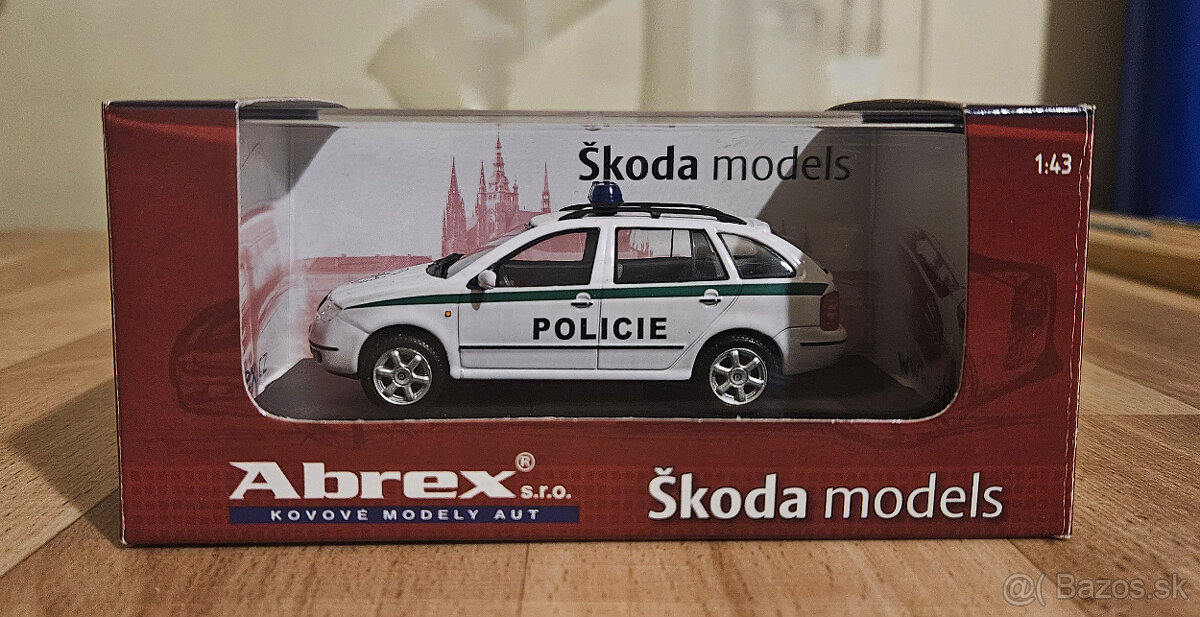 Škoda models
1:43
POLICIE
Abrex® s.r.o.
KOVOVÉ MODELY AUT
Škoda models
@( Bazos.sk